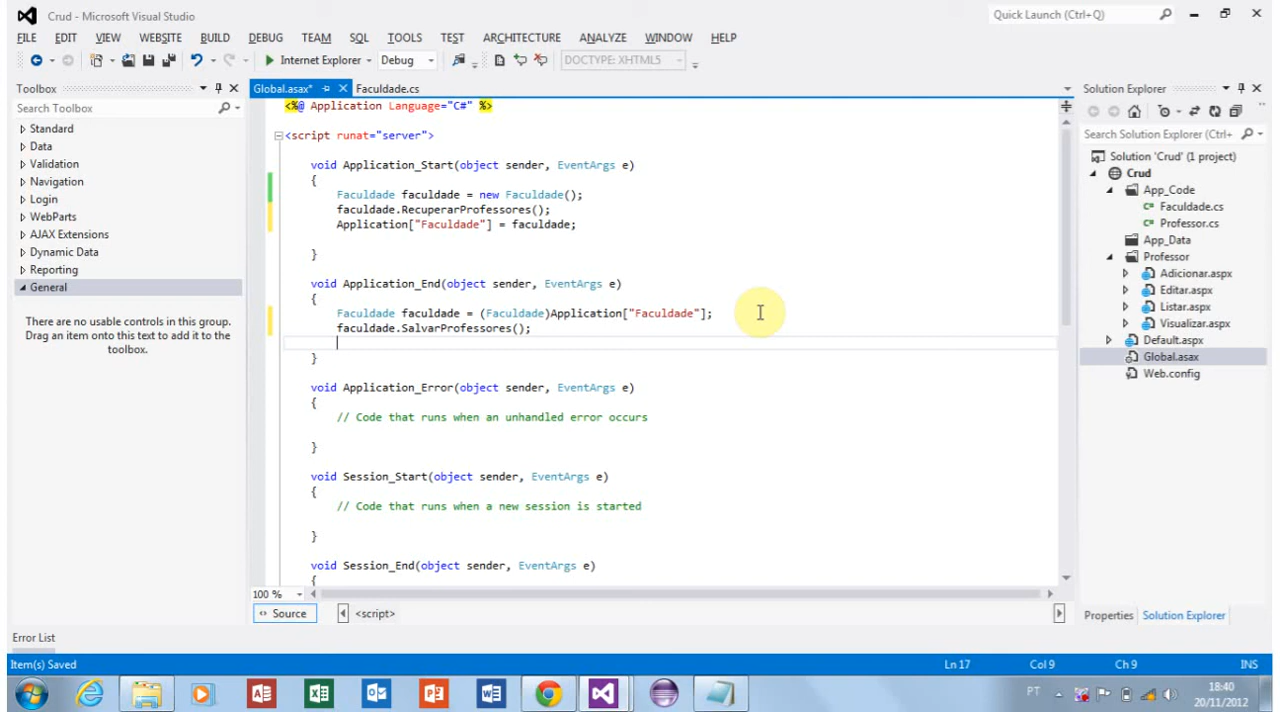 Crud - Microsoft Visual Studio
Quick Launch (Ctrl+Q)
FILE EDIT VIEW WEBSITE BUILD DEBUG TEAM SQL TOOLS TEST ARCHITECTURE ANALYZE WINDOW HELP
Internet Explorer Debug DOCTYPE: XHTML5
Toolbox
Search Toolbox
Standard
Data
Validation
Navigation
Login
WebParts
AJAX Extensions
Dynamic Data
Reporting
General
There are no usable controls in this group.
Drag an item onto this text to add it to the
toolbox.
Global.asax* Faculdade.cs
<%@ Application Language="C#" %>
<script runat="server">
void Application_Start(object sender, EventArgs e)
{
Faculdade faculdade = new Faculdade();
faculdade.RecuperarProfessores();
Application["Faculdade"] = faculdade;
}
void Application_End(object sender, EventArgs e)
{
Faculdade faculdade = (Faculdade)Application["Faculdade"];
faculdade.SalvarProfessores();
}
void Application_Error(object sender, EventArgs e)
{
// Code that runs when an unhandled error occurs
}
void Session_Start(object sender, EventArgs e)
{
// Code that runs when a new session is started
}
void Session_End(object sender, EventArgs e)
{
100 %
Source <script>
Solution Explorer
Search Solution Explorer (Ctrl+
Solution 'Crud' (1 project)
Crud
App_Code
Faculdade.cs
Professor.cs
App_Data
Professor
Adicionar.aspx
Editar.aspx
Listar.aspx
Visualizar.aspx
Default.aspx
Global.asax
Web.config
Properties Solution Explorer
Error List
Item(s) Saved Ln 17 Col 9 Ch 9 INS
PT 18:40
20/11/2012